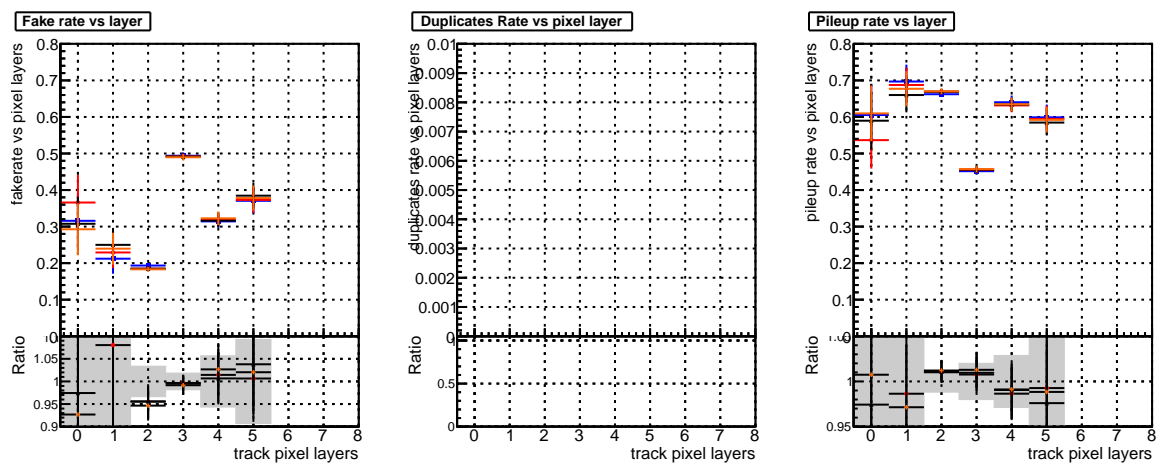 Fake rate vs layer
fakerate vs pixel layers
0.8
0.7
0.6
0.5
0.4
0.3
0.2
0.1
0
Ratio
1.05
1
0.95
0.9
0 1 2 3 4 5 6 7 8
track pixel layers
Duplicates Rate vs pixel layer
duplicates rate vs pixel layers
0.01
0.009
0.008
0.007
0.006
0.005
0.004
0.003
0.002
0.001
0
Ratio
1
0.5
0 1 2 3 4 5 6 7 8
track pixel layers
Pileup rate vs layer
pileup rate vs pixel layers
0.8
0.7
0.6
0.5
0.4
0.3
0.2
0.1
0
Ratio
1
0.95
0 1 2 3 4 5 6 7 8
track pixel layers